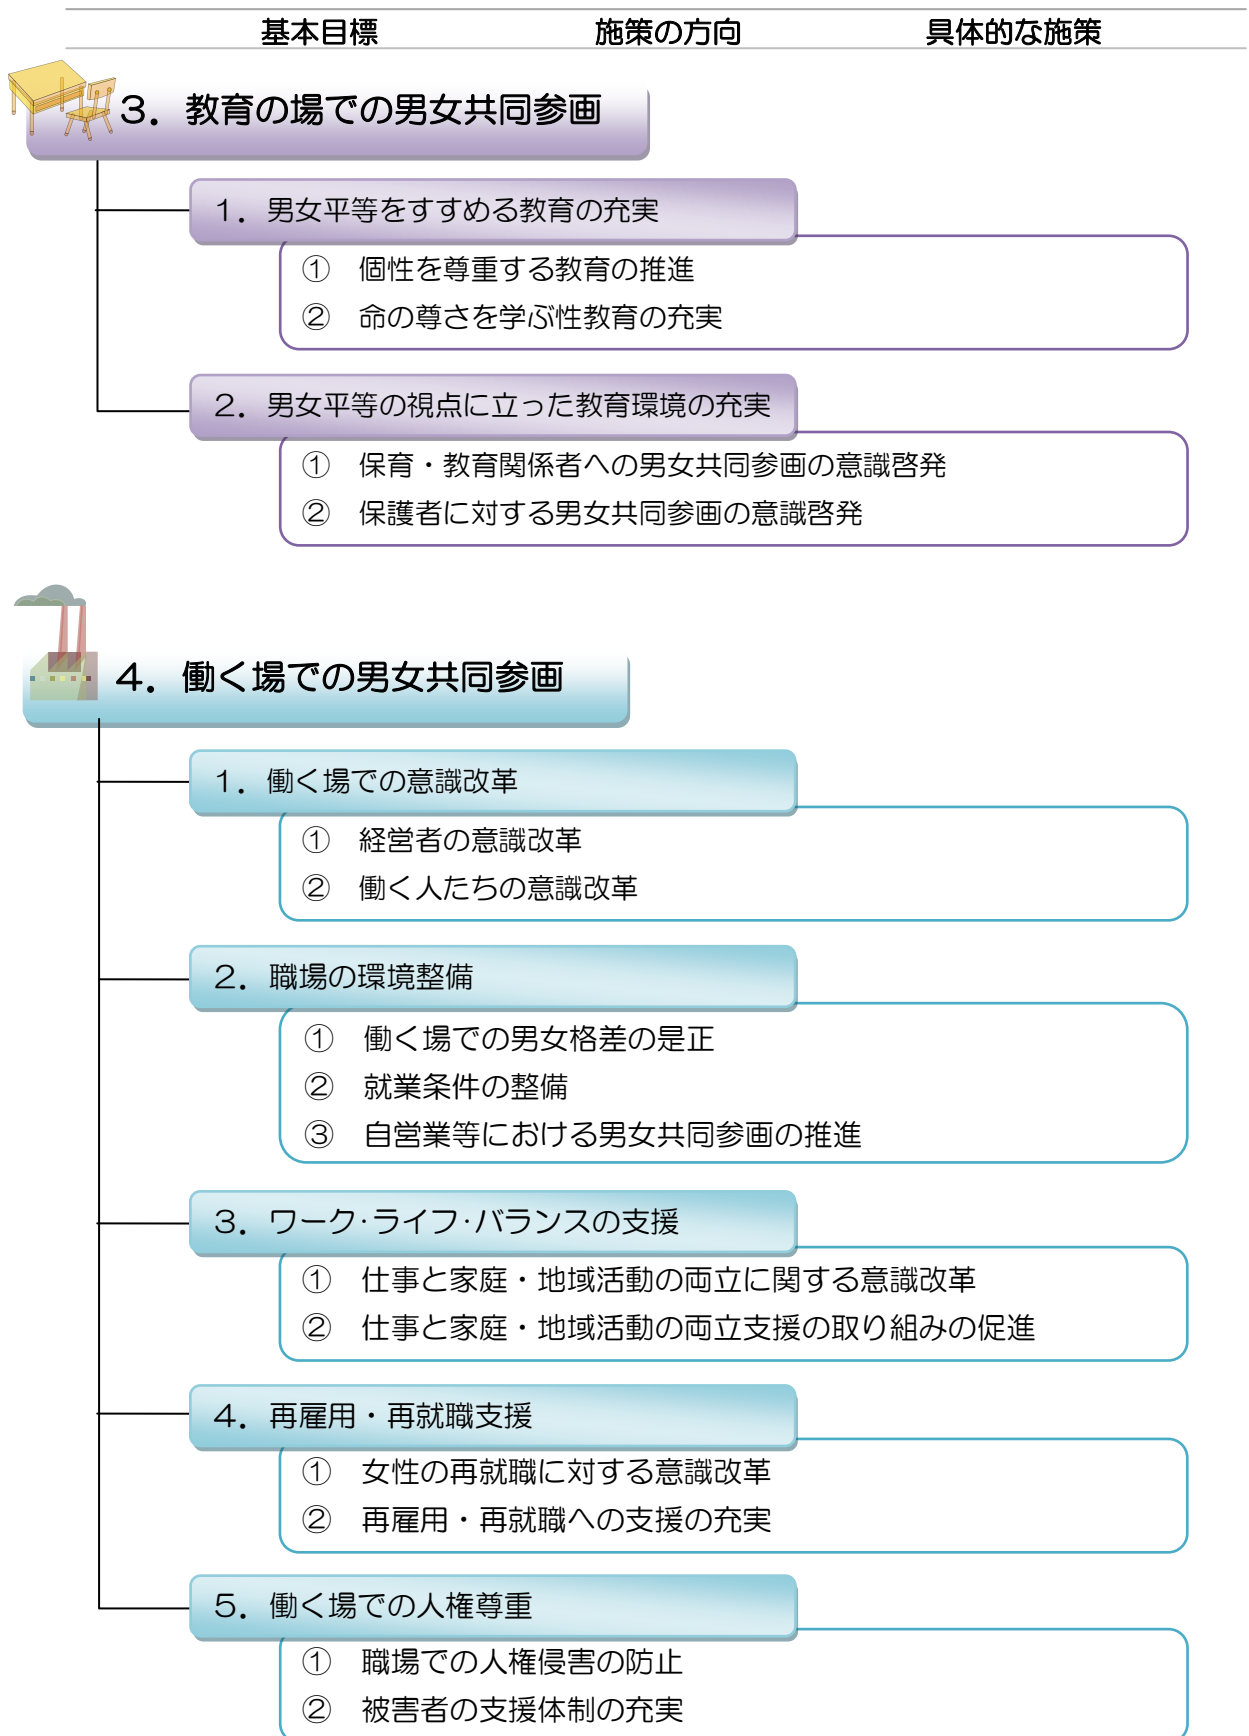 基本目標　施策の方向　具体的な施策
３．教育の場での男女共同参画
１．男女平等をすすめる教育の充実
①　個性を尊重する教育の推進
②　命の尊さを学ぶ性教育の充実
２．男女平等の視点に立った教育環境の充実
①　保育・教育関係者への男女共同参画の意識啓発
②　保護者に対する男女共同参画の意識啓発
４．働く場での男女共同参画
１．働く場での意識改革
①　経営者の意識改革
②　働く人たちの意識改革
２．職場の環境整備
①　働く場での男女格差の是正
②　就業条件の整備
③　自営業等における男女共同参画の推進
３．ワーク･ライフ･バランスの支援
①　仕事と家庭・地域活動の両立に関する意識改革
②　仕事と家庭・地域活動の両立支援の取り組みの促進
４．再雇用・再就職支援
①　女性の再就職に対する意識改革
②　再雇用・再就職への支援の充実
５．働く場での人権尊重
①　職場での人権侵害の防止
②　被害者の支援体制の充実